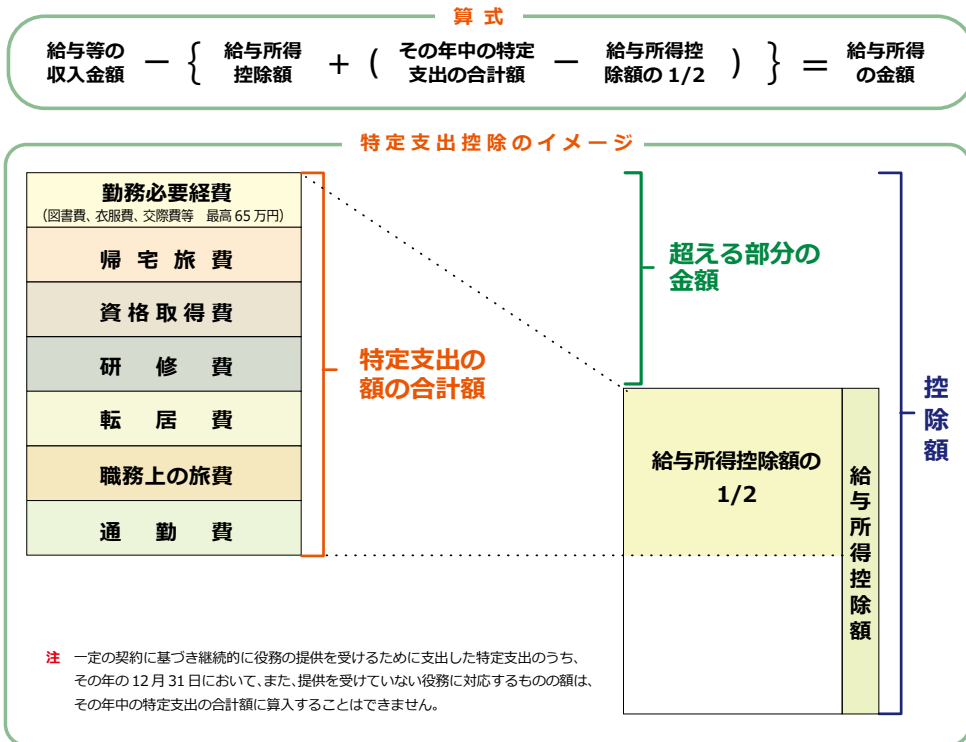 算式
給与等の
収入金額
－
｛
給与所得
控除額
＋
（
その年中の特定
支出の合計額
－
給与所得控
除額の 1/2
）
｝
＝
給与所得
の金額
特定支出控除のイメージ
勤務必要経費
（図書費、衣服費、交際費等　最高 65 万円）
帰宅旅費
資格取得費
研修費
転居費
職務上の旅費
通勤費
特定支出の
額の合計額
超える部分の
金額
給与所得控除額の
1/2
給与所得控除額
控除額
注　一定の契約に基づき継続的に役務の提供を受けるために支出した特定支出のうち、
その年の 12 月 31 日において、また、提供を受けていない役務に対応するものの額は、
その年中の特定支出の合計額に算入することはできません。